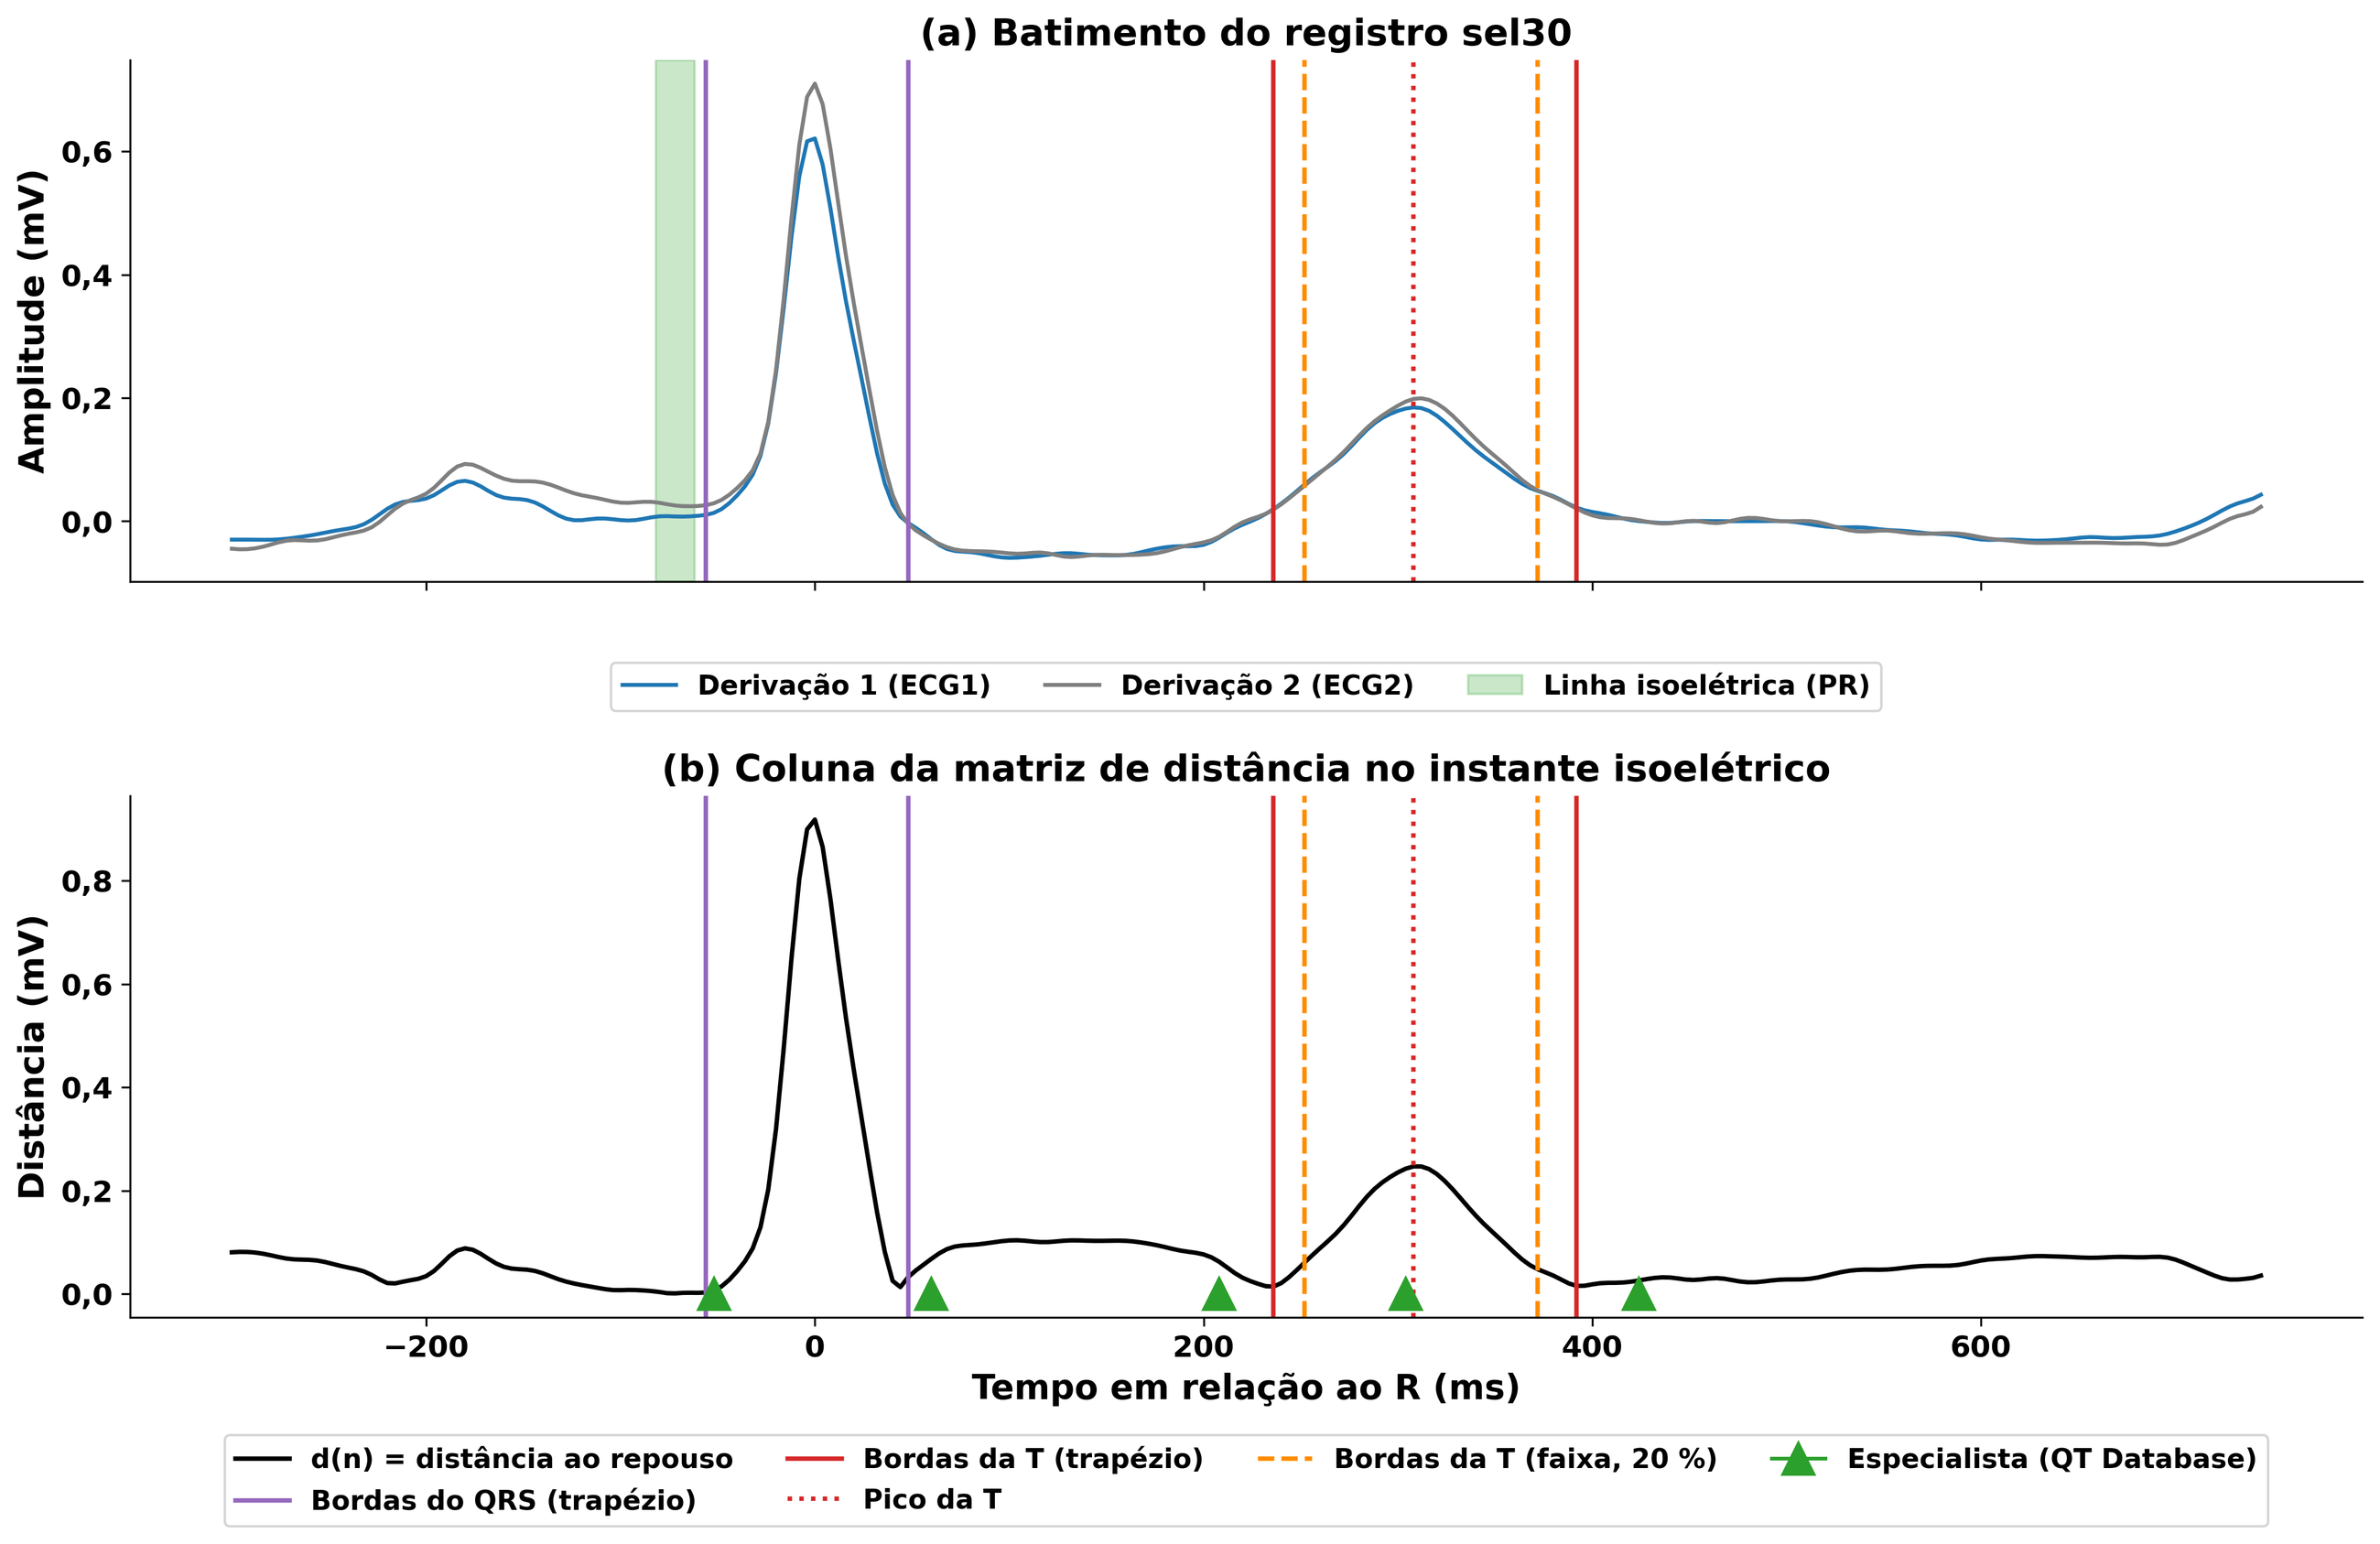 (a) Batimento do registro sel30
Amplitude (mV)
0,6
0,4
0,2
0,0
Derivação 1 (ECG1)
Derivação 2 (ECG2)
Linha isoelétrica (PR)
(b) Coluna da matriz de distância no instante isoelétrico
Distância (mV)
0,8
0,6
0,4
0,2
0,0
−200
0
200
400
600
Tempo em relação ao R (ms)
d(n) = distância ao repouso
Bordas do QRS (trapézio)
Bordas da T (trapézio)
Pico da T
Bordas da T (faixa, 20 %)
Especialista (QT Database)